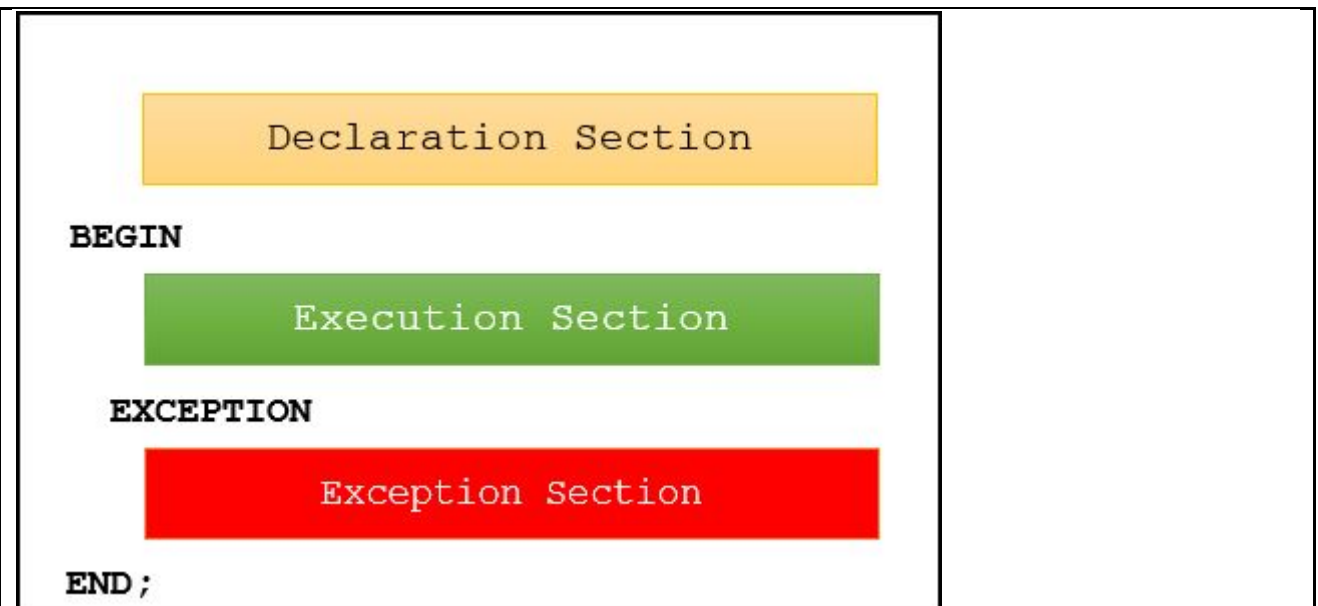 Declaration Section
BEGIN
Execution Section
EXCEPTION
Exception Section
END;